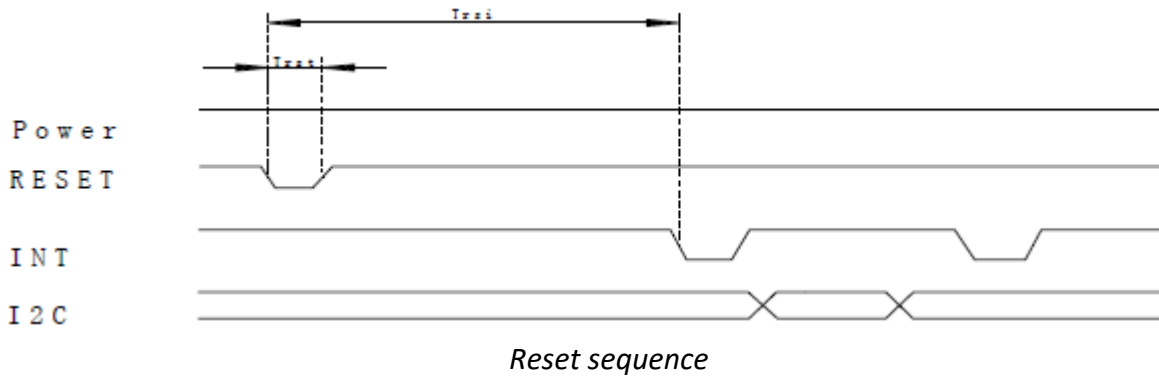 Trsi
Trst
Power
RESET
INT
I2C
Reset sequence